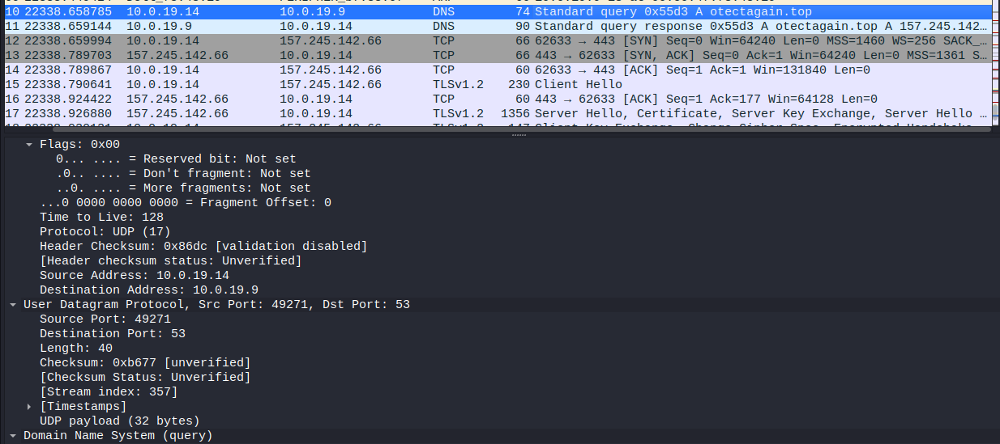 10 22338.658785 10.0.19.14 10.0.19.9 DNS 74 Standard query 0x55d3 A otectagain.top
11 22338.659144 10.0.19.9 10.0.19.14 DNS 90 Standard query response 0x55d3 A otectagain.top A 157.245.142…
12 22338.659994 10.0.19.14 157.245.142.66 TCP 66 62633 → 443 [SYN] Seq=0 Win=64240 Len=0 MSS=1460 WS=256 SACK_…
13 22338.789703 157.245.142.66 10.0.19.14 TCP 66 443 → 62633 [SYN, ACK] Seq=0 Ack=1 Win=64240 Len=0 MSS=1361 S…
14 22338.789867 10.0.19.14 157.245.142.66 TCP 60 62633 → 443 [ACK] Seq=1 Ack=1 Win=131840 Len=0
15 22338.790641 10.0.19.14 157.245.142.66 TLSv1.2 230 Client Hello
16 22338.924422 157.245.142.66 10.0.19.14 TCP 60 443 → 62633 [ACK] Seq=1 Ack=177 Win=64128 Len=0
17 22338.926880 157.245.142.66 10.0.19.14 TLSv1.2 1356 Server Hello, Certificate, Server Key Exchange, Server Hello …
Flags: 0x00
0... .... = Reserved bit: Not set
.0.. .... = Don't fragment: Not set
..0. .... = More fragments: Not set
...0 0000 0000 0000 = Fragment Offset: 0
Time to Live: 128
Protocol: UDP (17)
Header Checksum: 0x86dc [validation disabled]
[Header checksum status: Unverified]
Source Address: 10.0.19.14
Destination Address: 10.0.19.9
User Datagram Protocol, Src Port: 49271, Dst Port: 53
Source Port: 49271
Destination Port: 53
Length: 40
Checksum: 0xb677 [unverified]
[Checksum Status: Unverified]
[Stream index: 357]
[Timestamps]
UDP payload (32 bytes)
Domain Name System (query)